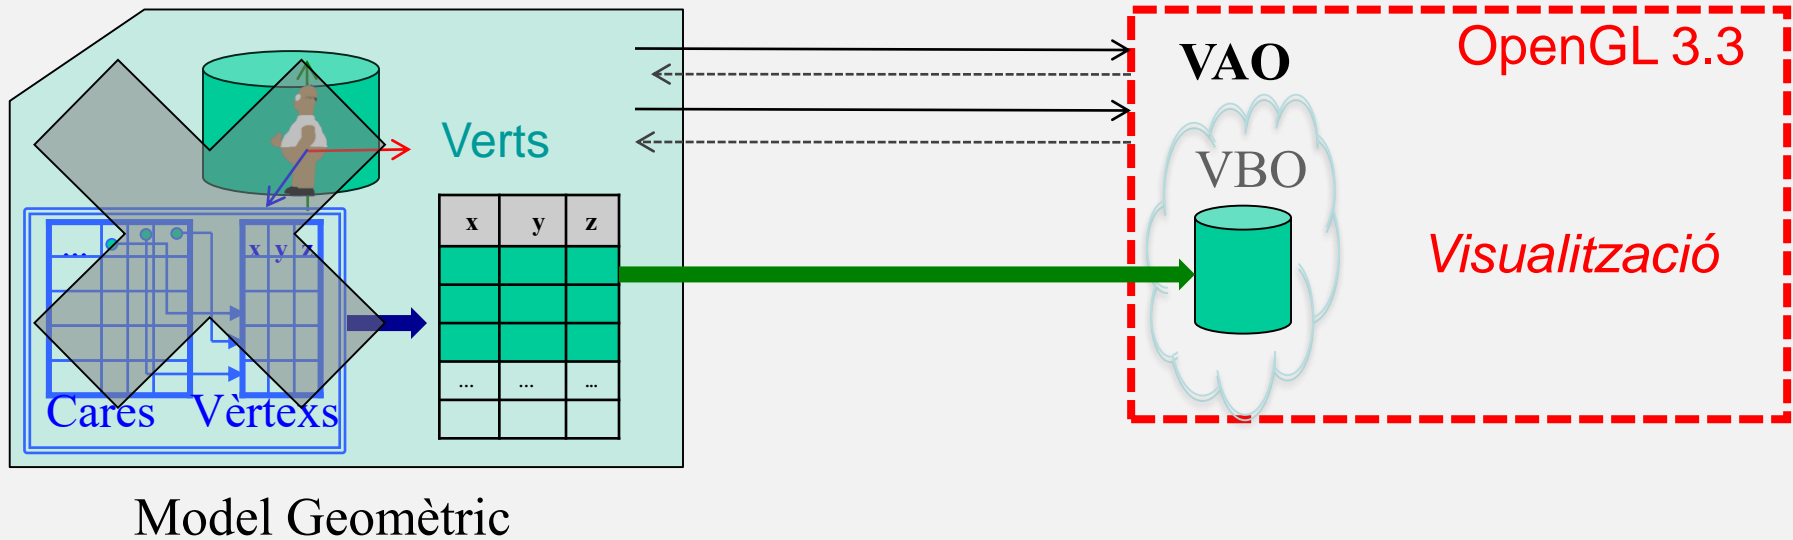 OpenGL 3.3
VAO
Verts
VBO
x y z
... x y z
Visualització
... ... ...
Cares Vèrtexs
Model Geomètric